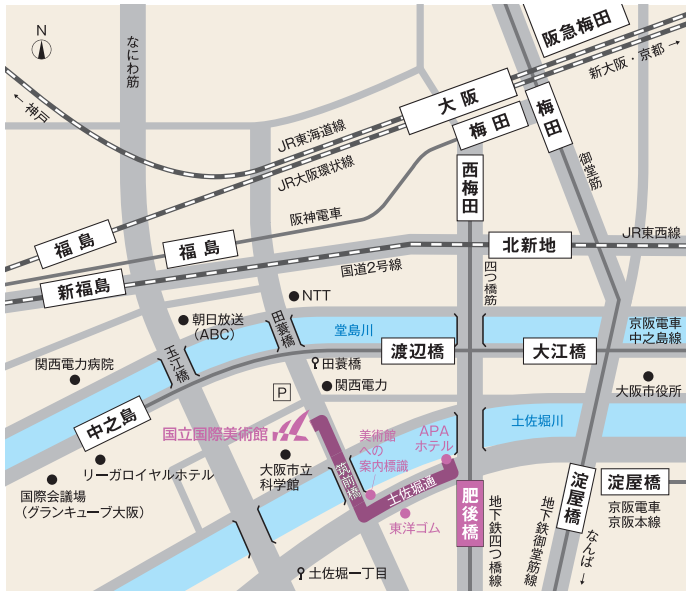 N
なにわ筋
阪急梅田
新大阪・京都→
←神戸
大阪
梅田
梅田
JR東海道線
JR大阪環状線
西梅田
御堂筋
阪神電車
福島
福島
北新地
JR東西線
新福島
国道2号線
四つ橋筋
NTT
朝日放送
（ABC）
田蓑橋
堂島川
京阪電車
中之島線
玉江橋
渡辺橋
大江橋
関西電力病院
田蓑橋
P
関西電力
大阪市役所
中之島
国立国際美術館
美術館
への
案内標識
APA
ホテル
土佐堀川
リーガロイヤルホテル
大阪市立
科学館
筑前橋
土佐堀通
肥後橋
淀屋橋
淀屋橋
国際会議場
（グランキューブ大阪）
東洋ゴム
地下鉄四つ橋線
地下鉄御堂筋線
京阪電車
京阪本線
なんば→
土佐堀一丁目